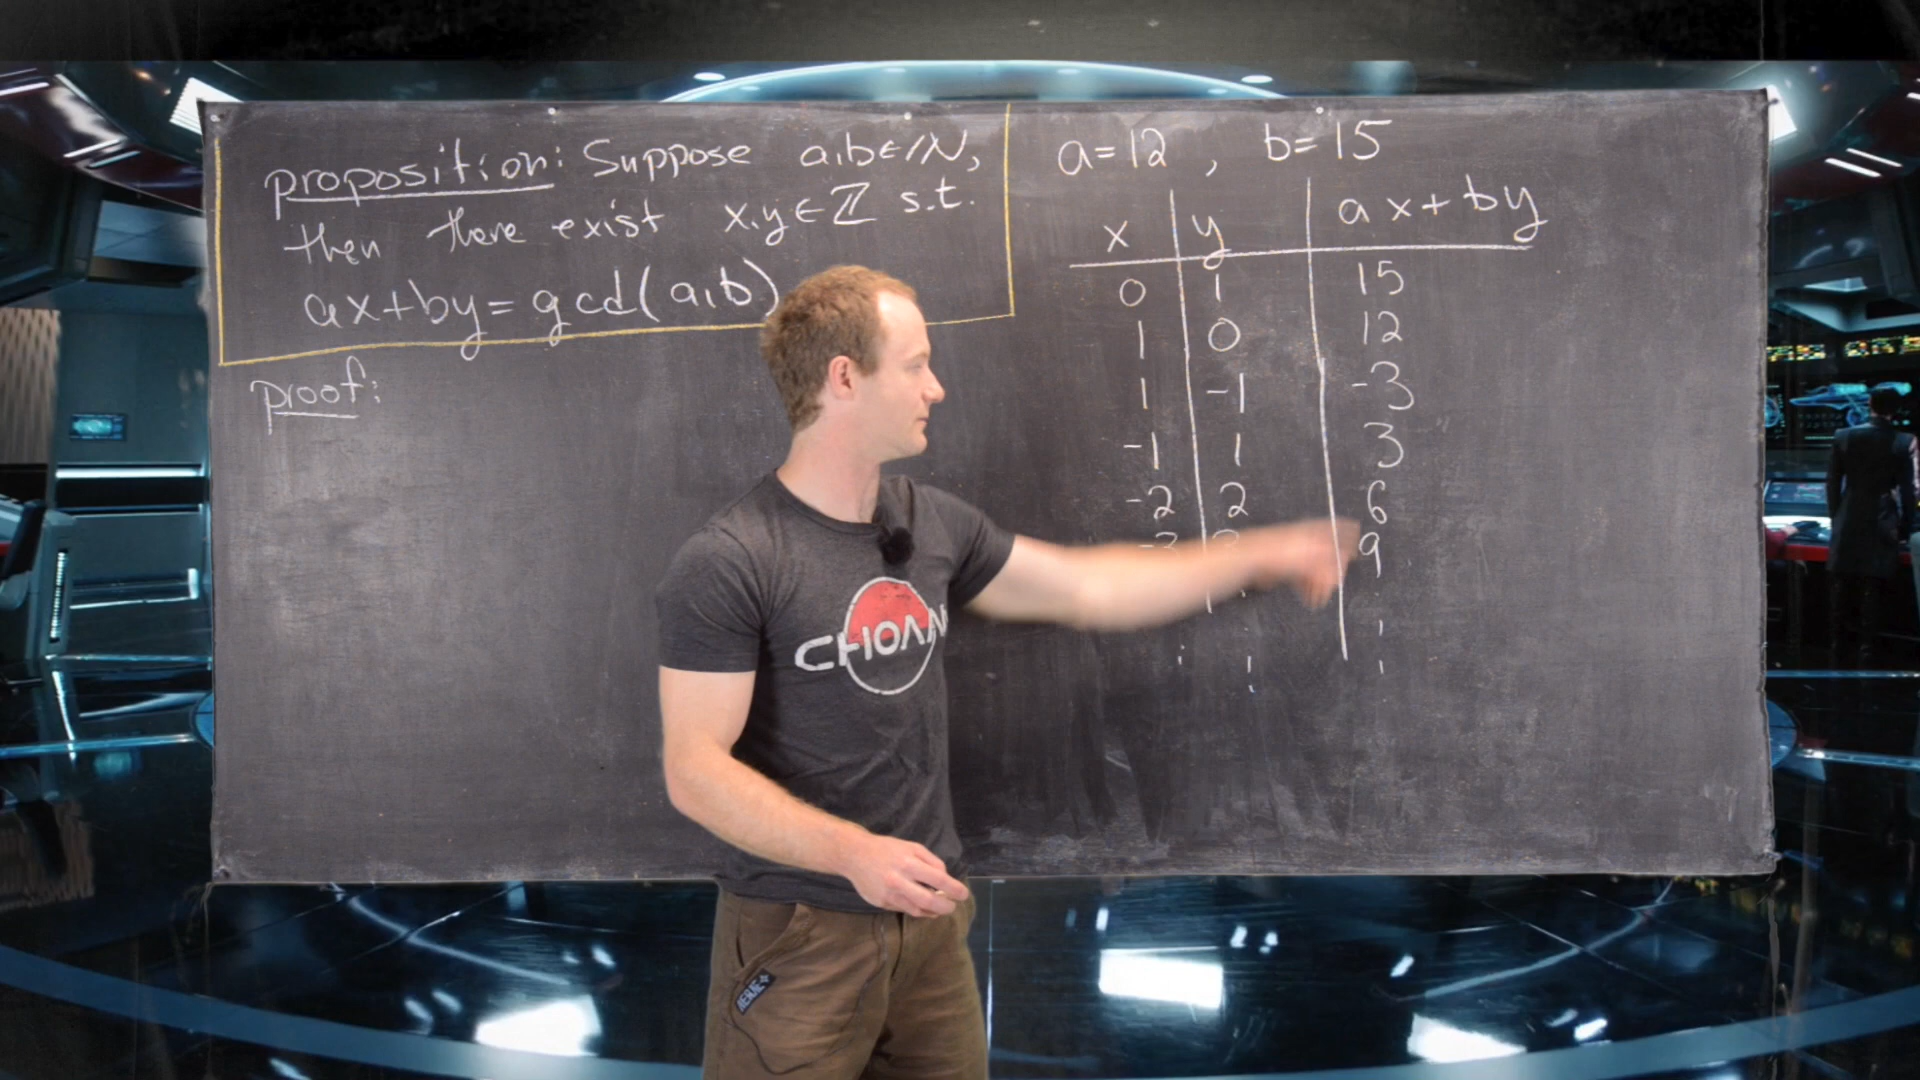 proposition: Suppose a,b∈ℕ,
then there exist x,y∈ℤ s.t.
ax+by=gcd(a,b)
proof:
a=12, b=15
x y ax+by
0 1 15
1 0 12
1 -1 -3
-1 1 3
-2 2 6
9
CHOAM